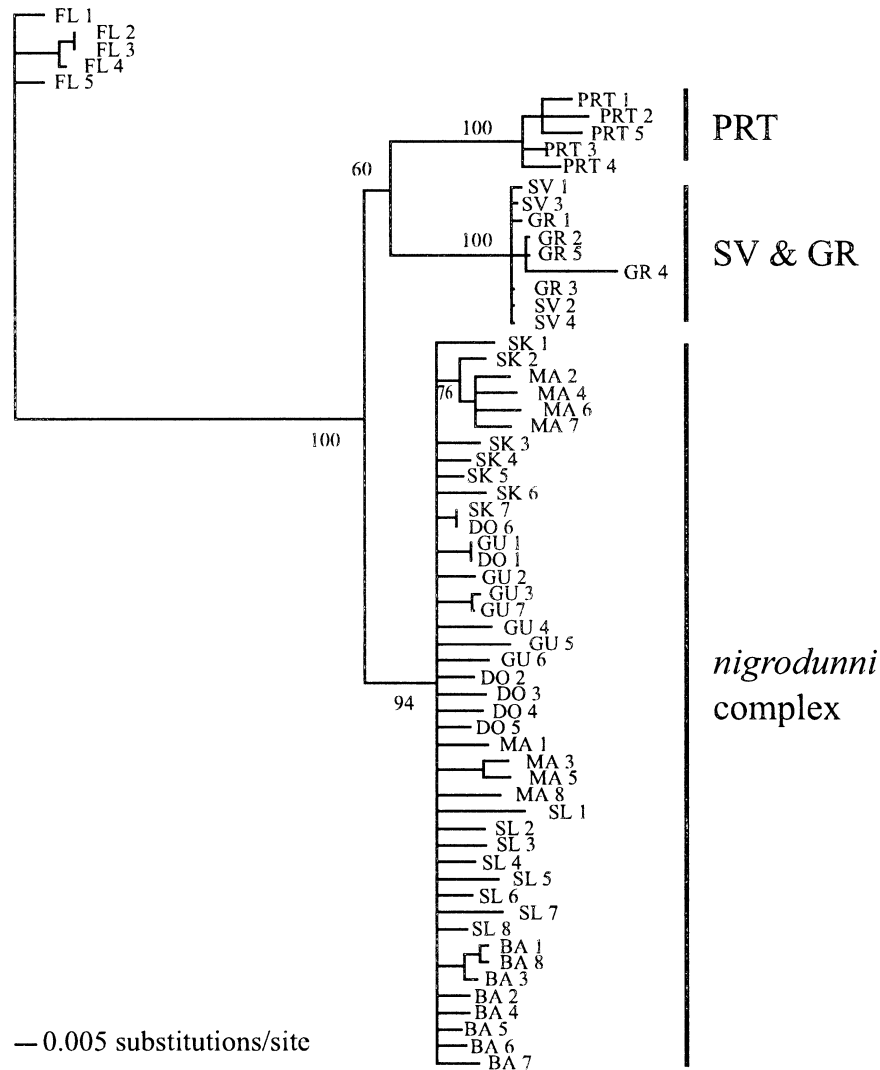 FL 1
FL 2
FL 3
FL 4
FL 5
PRT 1
PRT 2
PRT 5
PRT 3
PRT 4
PRT
100
60
SV 1
SV 3
GR 1
GR 2
GR 5
GR 4
GR 3
SV 2
SV 4
100
SV & GR
SK 1
SK 2
MA 2
76
MA 4
MA 6
MA 7
100
SK 3
SK 4
SK 5
SK 6
SK 7
DO 6
GU 1
DO 1
GU 2
GU 3
GU 7
GU 4
GU 5
GU 6
DO 2
DO 3
94
DO 4
DO 5
nigrodunni
complex
MA 1
MA 3
MA 5
MA 8
SL 1
SL 2
SL 3
SL 4
SL 5
SL 6
SL 7
SL 8
BA 1
BA 8
BA 3
BA 2
BA 4
BA 5
BA 6
BA 7
0.005 substitutions/site